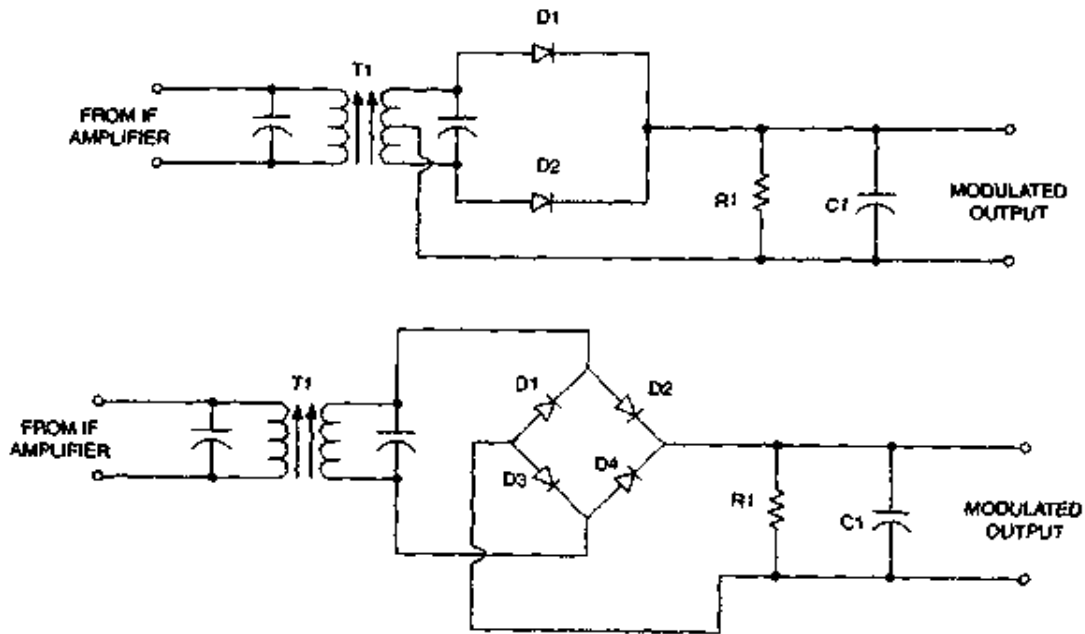 D1
T1
FROM IF
AMPLIFIER
D2
R1
C1
MODULATED
OUTPUT
T1
D1
D2
FROM IF
AMPLIFIER
D3
D4
R1
C1
MODULATED
OUTPUT